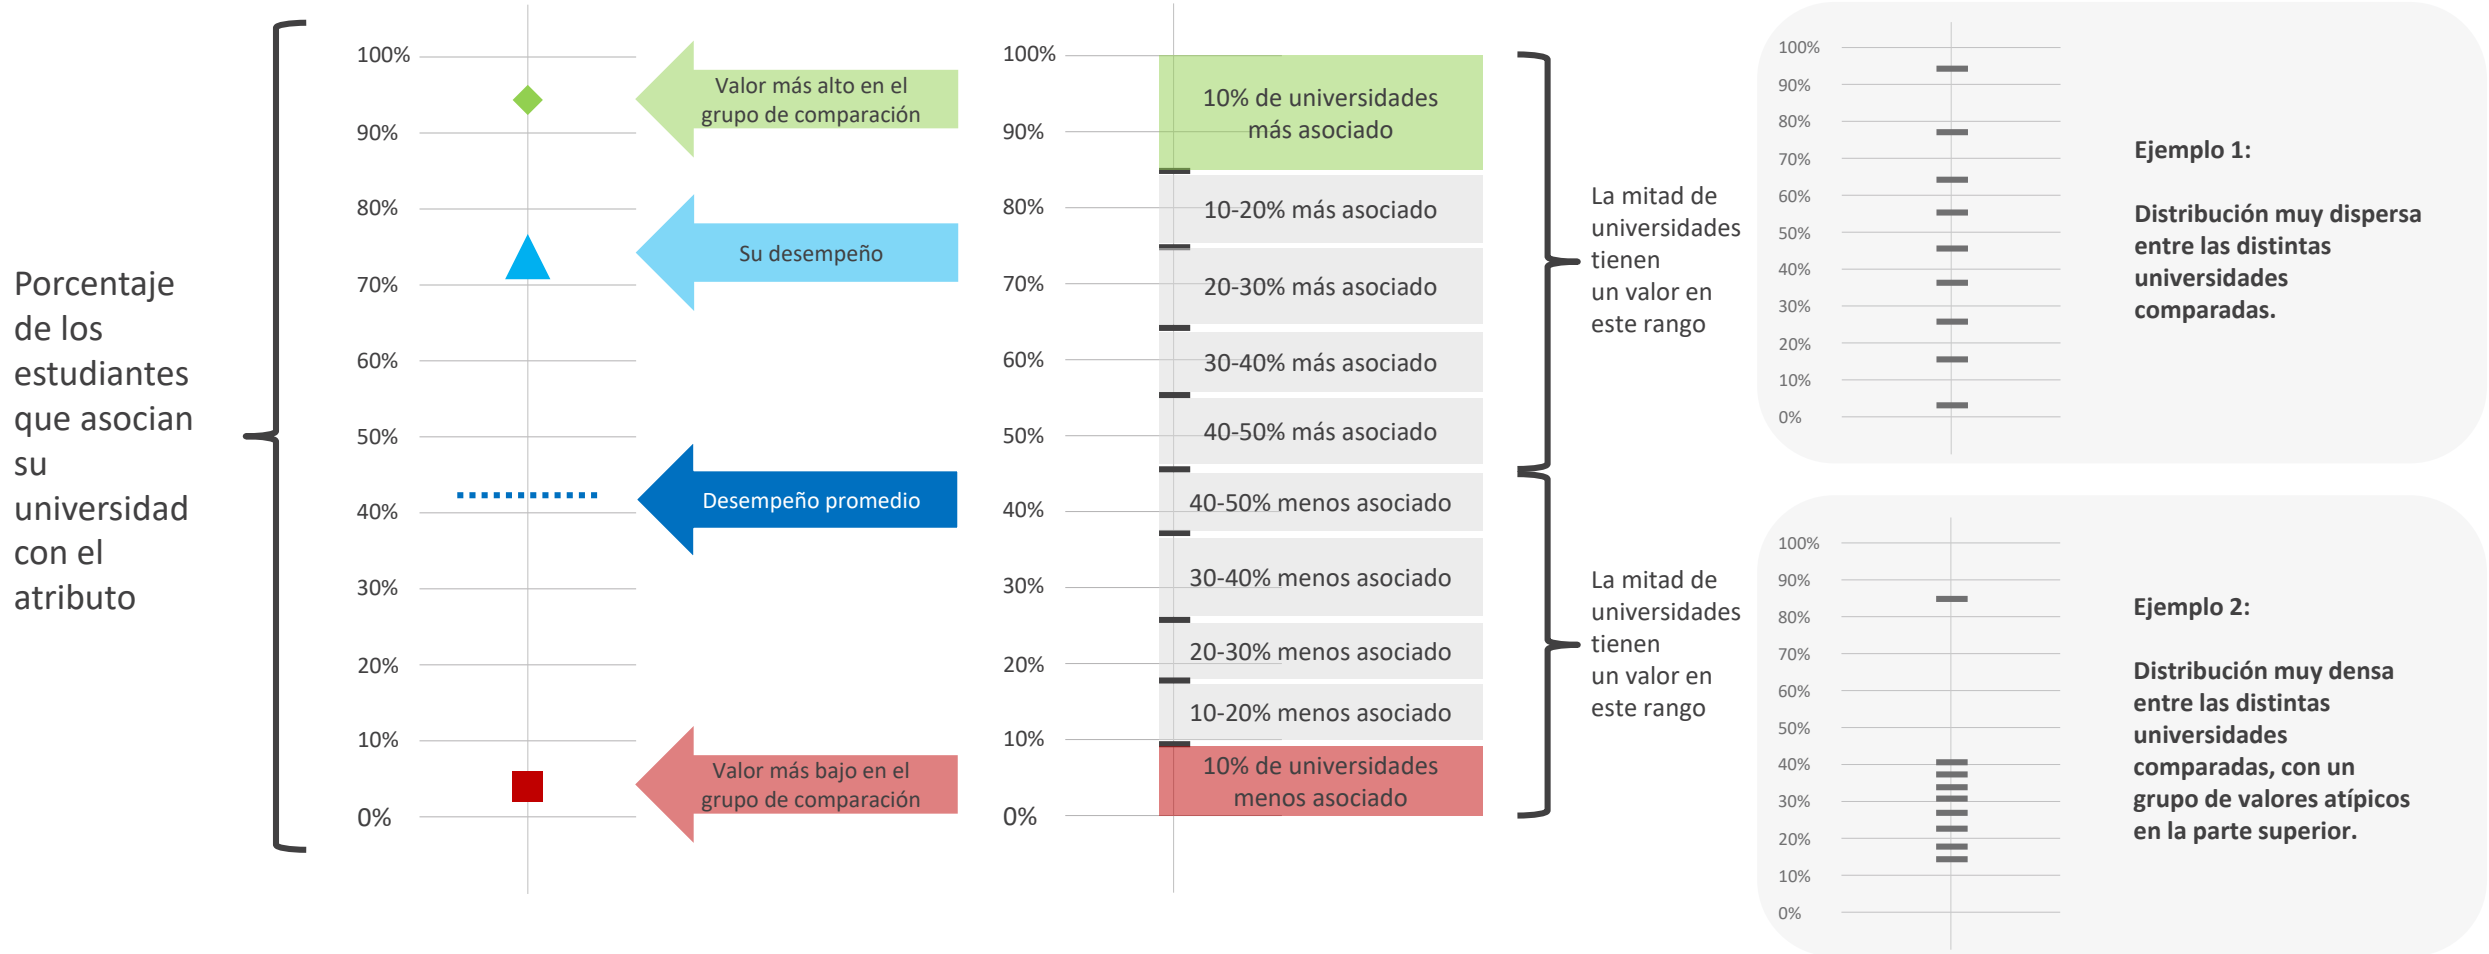 Porcentaje
de los
estudiantes
que asocian
su
universidad
con el
atributo
100%
90%
80%
70%
60%
50%
40%
30%
20%
10%
0%
Valor más alto en el
grupo de comparación
Su desempeño
Desempeño promedio
Valor más bajo en el
grupo de comparación
100%
90%
80%
70%
60%
50%
40%
30%
20%
10%
0%
10% de universidades
más asociado
10-20% más asociado
20-30% más asociado
30-40% más asociado
40-50% más asociado
40-50% menos asociado
30-40% menos asociado
20-30% menos asociado
10-20% menos asociado
10% de universidades
menos asociado
La mitad de
universidades
tienen
un valor en
este rango
La mitad de
universidades
tienen
un valor en
este rango
100%
90%
80%
70%
60%
50%
40%
30%
20%
10%
0%
Ejemplo 1:
Distribución muy dispersa
entre las distintas
universidades
comparadas.
100%
90%
80%
70%
60%
50%
40%
30%
20%
10%
0%
Ejemplo 2:
Distribución muy densa
entre las distintas
universidades
comparadas, con un
grupo de valores atípicos
en la parte superior.